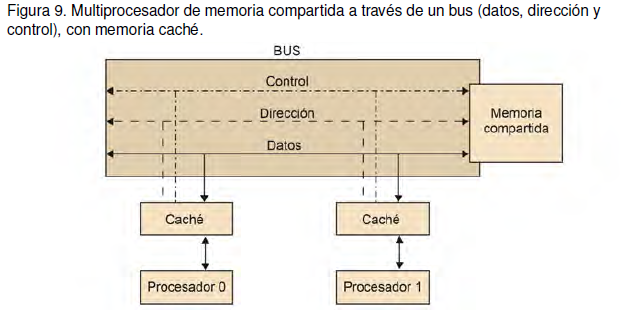 Figura 9. Multiprocesador de memoria compartida a través de un bus (datos, dirección y
control), con memoria caché.
BUS
Control
Dirección
Datos
Memoria
compartida
Caché
Caché
Procesador 0
Procesador 1